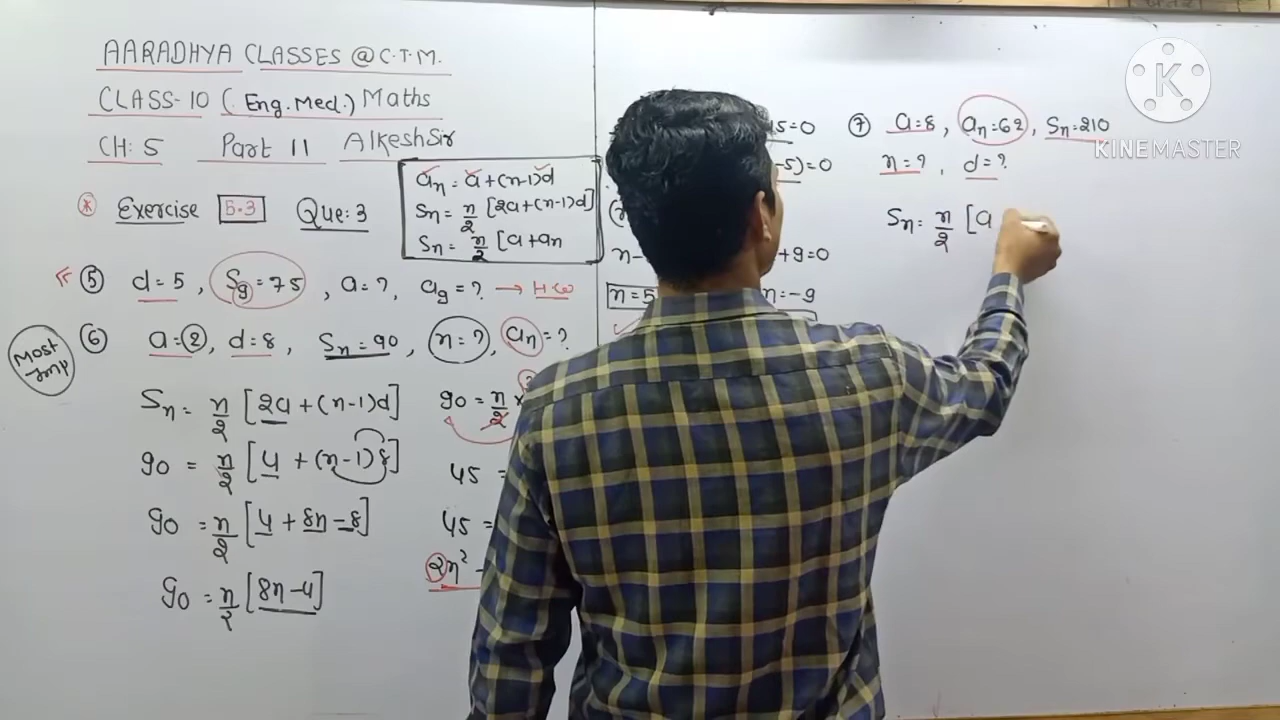 AARADHYA CLASSES @ C.T.M.
CLASS-10 (Eng. Med.) Maths
CH: 5 Part 11 AlkeshSir
* Exercise 5.3 Que: 3
an = a + (n-1)d
Sn = n/2 [2a + (n-1)d]
Sn = n/2 [a + an
⑤ d = 5, S9 = 75, a = ?, a9 = ? → H.W
Most Imp
⑥ a = 2, d = 8, Sn = 90, n = ?, an = ?
Sn = n/2 [2a + (n-1)d]
90 = n/2 [4 + (n-1)8]
90 = n/2 [4 + 8n - 8]
90 = n/2 [8n-4]
90 = n/2 ×
45 =
45 =
2n² -
15 = 0
-5) = 0
n-
+9 = 0
n = 5
n = -9
⑦ a = 8, an = 62, Sn = 210
n = ?, d = ?
Sn = n/2 [a
K
KINEMASTER